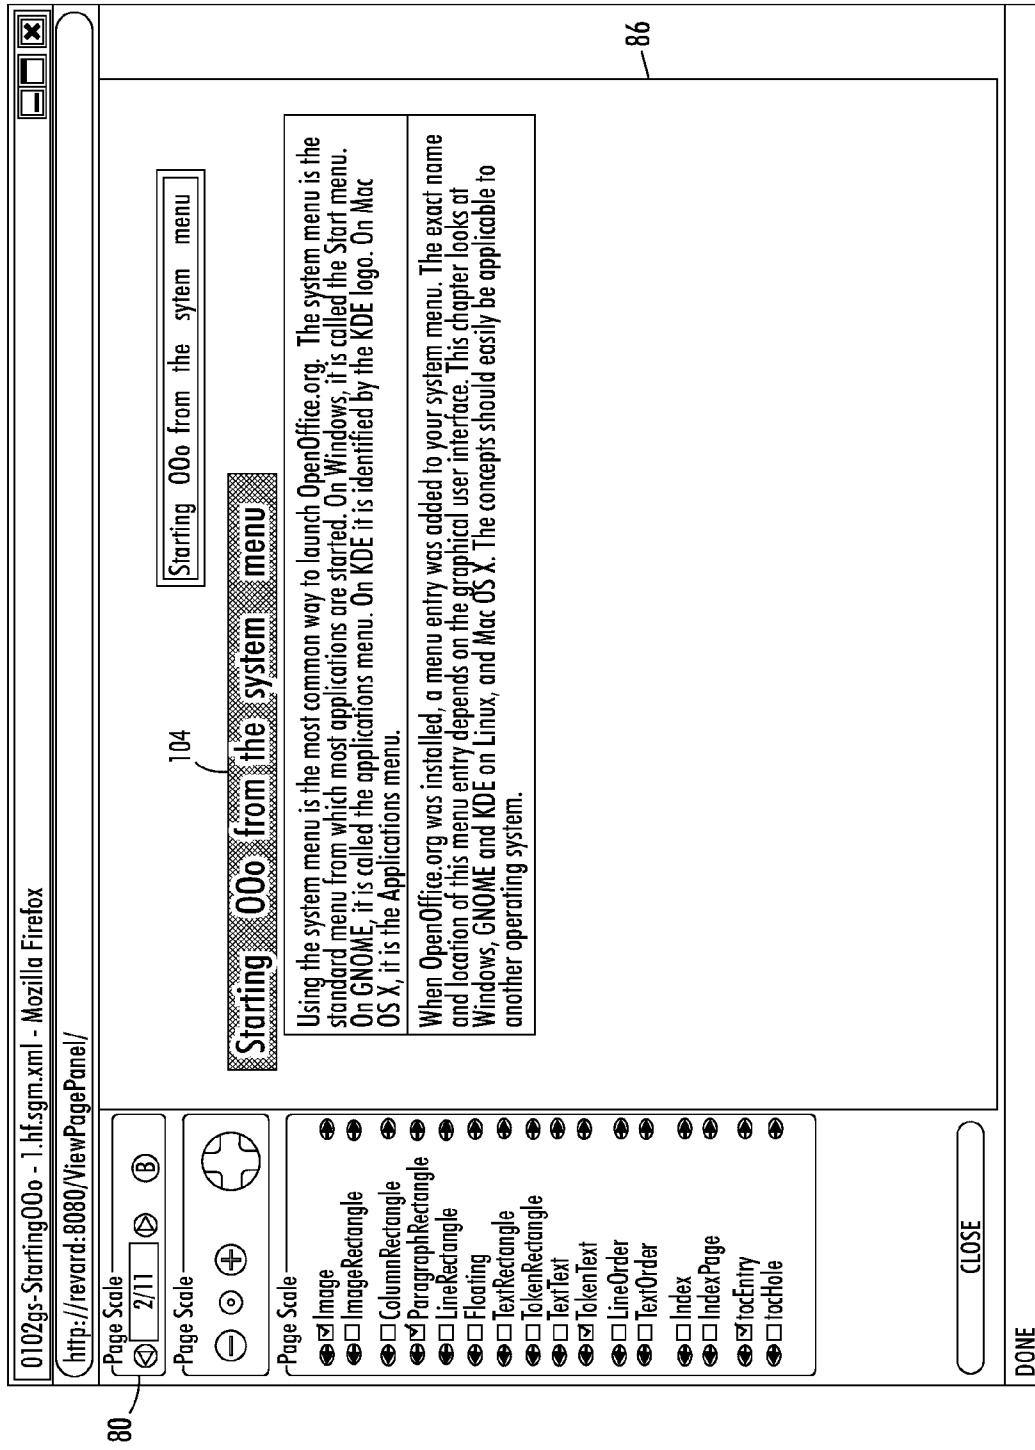 0102gs-StartingOOo - 1.hf.sgm.xml - Mozilla Firefox
http://revard:8080/ViewPagePanel/
Page Scale
2/11
B
Page Scale
Page Scale
Image
ImageRectangle
ColumnRectangle
ParagraphRectangle
LineRectangle
Floating
TextRectangle
TokenRectangle
TextText
TokenText
LineOrder
TextOrder
Index
IndexPage
tocEntry
tocHole
CLOSE
DONE
80
Starting OOo from the sytem menu
104
Starting OOo from the system menu
Using the system menu is the most common way to launch OpenOffice.org. The system menu is the
standard menu from which most applications are started. On Windows, it is called the Start menu.
On GNOME, it is called the applications menu. On KDE it is identified by the KDE logo. On Mac
OS X, it is the Applications menu.
When OpenOffice.org was installed, a menu entry was added to your system menu. The exact name
and location of this menu entry depends on the graphical user interface. This chapter looks at
Windows, GNOME and KDE on Linux, and Mac OS X. The concepts should easily be applicable to
another operating system.
86